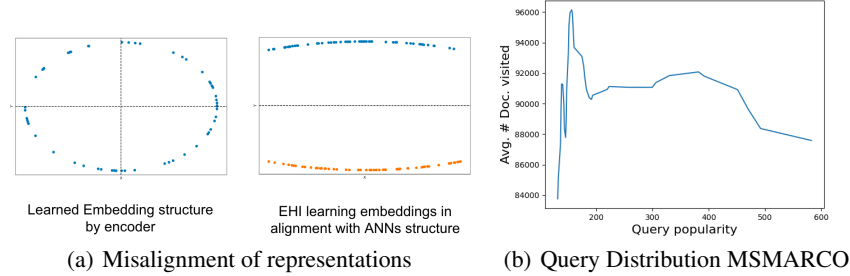 Learned Embedding structure
by encoder
EHI learning embeddings in
alignment with ANNs structure
(a) Misalignment of representations
96000
94000
92000
90000
88000
86000
84000
Avg. # Doc. visited
200
300
400
500
600
Query popularity
(b) Query Distribution MSMARCO